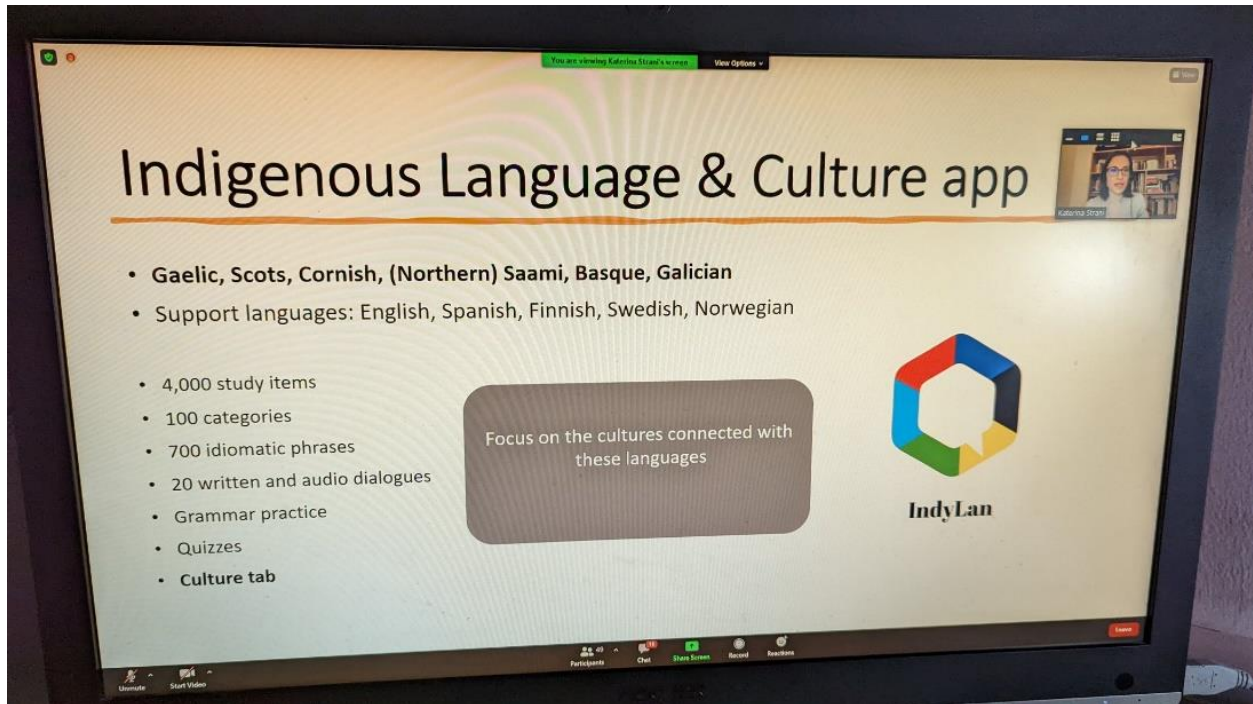 You are viewing Katerina Strani's screen
View Options
View
Indigenous Language & Culture app
Katerina Strani
• Gaelic, Scots, Cornish, (Northern) Saami, Basque, Galician
• Support languages: English, Spanish, Finnish, Swedish, Norwegian
• 4,000 study items
• 100 categories
• 700 idiomatic phrases
• 20 written and audio dialogues
• Grammar practice
• Quizzes
• Culture tab
Focus on the cultures connected with
these languages
IndyLan
Unmute
Start Video
49
Participants
Chat
Share Screen
Record
Reactions
Leave